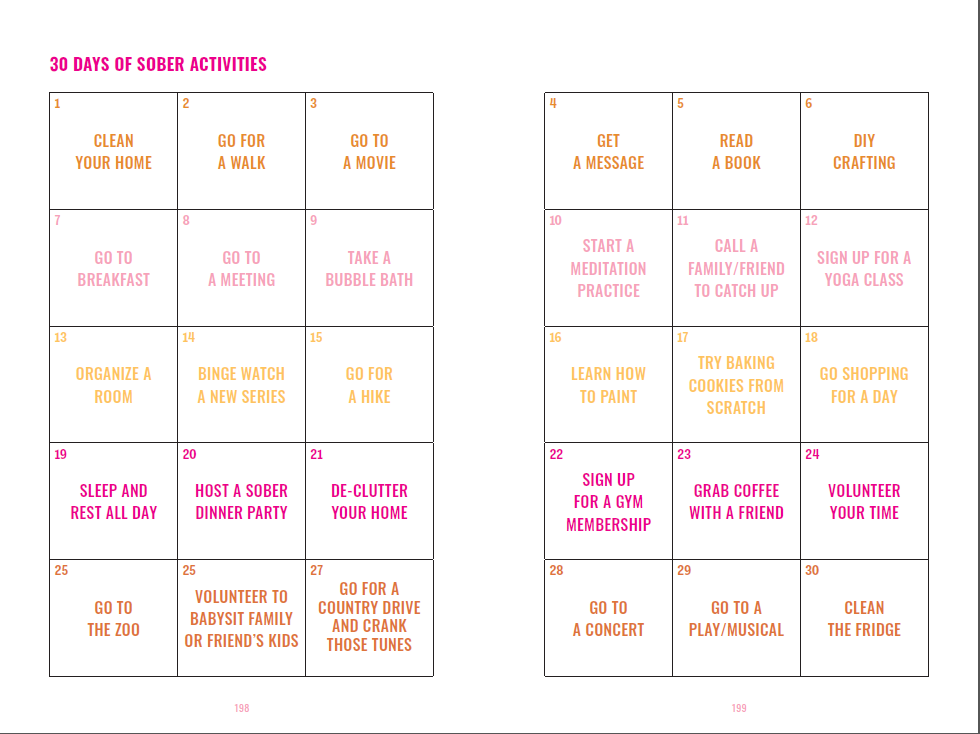 30 DAYS OF SOBER ACTIVITIES
1
CLEAN
YOUR HOME
2
GO FOR
A WALK
3
GO TO
A MOVIE
7
GO TO
BREAKFAST
8
GO TO
A MEETING
9
TAKE A
BUBBLE BATH
13
ORGANIZE A
ROOM
14
BINGE WATCH
A NEW SERIES
15
GO FOR
A HIKE
19
SLEEP AND
REST ALL DAY
20
HOST A SOBER
DINNER PARTY
21
DE-CLUTTER
YOUR HOME
25
GO TO
THE ZOO
25
VOLUNTEER TO
BABYSIT FAMILY
OR FRIEND'S KIDS
27
GO FOR A
COUNTRY DRIVE
AND CRANK
THOSE TUNES
198
4
GET
A MESSAGE
5
READ
A BOOK
6
DIY
CRAFTING
10
START A
MEDITATION
PRACTICE
11
CALL A
FAMILY/FRIEND
TO CATCH UP
12
SIGN UP FOR A
YOGA CLASS
16
LEARN HOW
TO PAINT
17
TRY BAKING
COOKIES FROM
SCRATCH
18
GO SHOPPING
FOR A DAY
22
SIGN UP
FOR A GYM
MEMBERSHIP
23
GRAB COFFEE
WITH A FRIEND
24
VOLUNTEER
YOUR TIME
28
GO TO
A CONCERT
29
GO TO A
PLAY/MUSICAL
30
CLEAN
THE FRIDGE
199